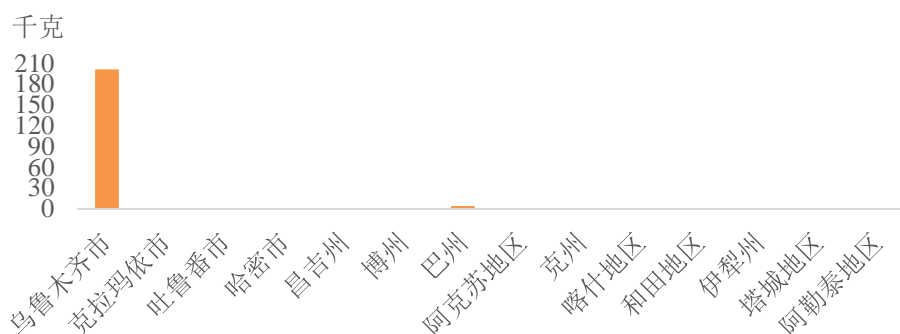 千克
210
180
150
120
90
60
30
0
乌鲁木齐市
克拉玛依市
吐鲁番市
哈密市
昌吉州
博州
巴州
阿克苏地区
克州
喀什地区
和田地区
伊犁州
塔城地区
阿勒泰地区